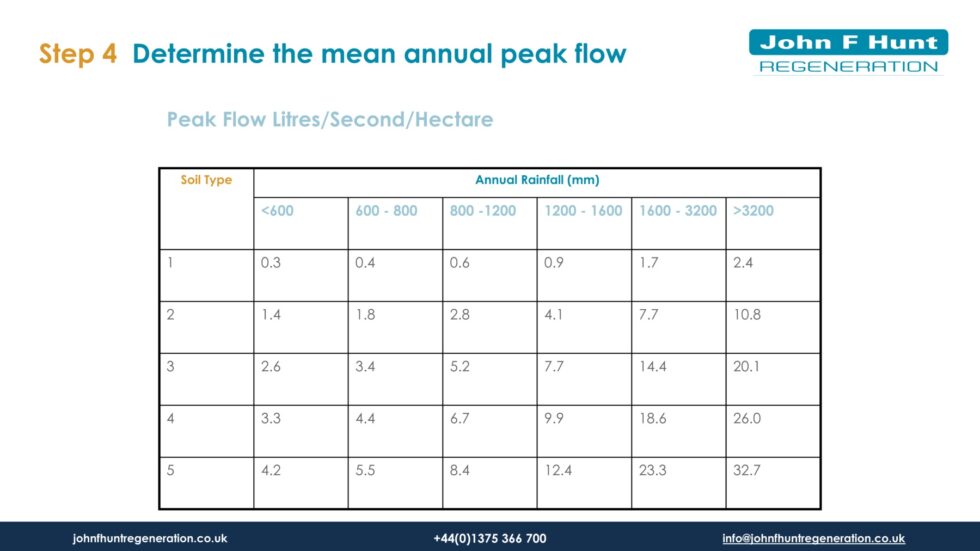 Step 4 Determine the mean annual peak flow
John F Hunt
REGENERATION
Peak Flow Litres/Second/Hectare
Soil Type Annual Rainfall (mm)
<600 600 - 800 800 -1200 1200 - 1600 1600 - 3200 >3200
1 0.3 0.4 0.6 0.9 1.7 2.4
2 1.4 1.8 2.8 4.1 7.7 10.8
3 2.6 3.4 5.2 7.7 14.4 20.1
4 3.3 4.4 6.7 9.9 18.6 26.0
5 4.2 5.5 8.4 12.4 23.3 32.7
johnfhuntregeneration.co.uk +44(0)1375 366 700 info@johnfhuntregeneration.co.uk